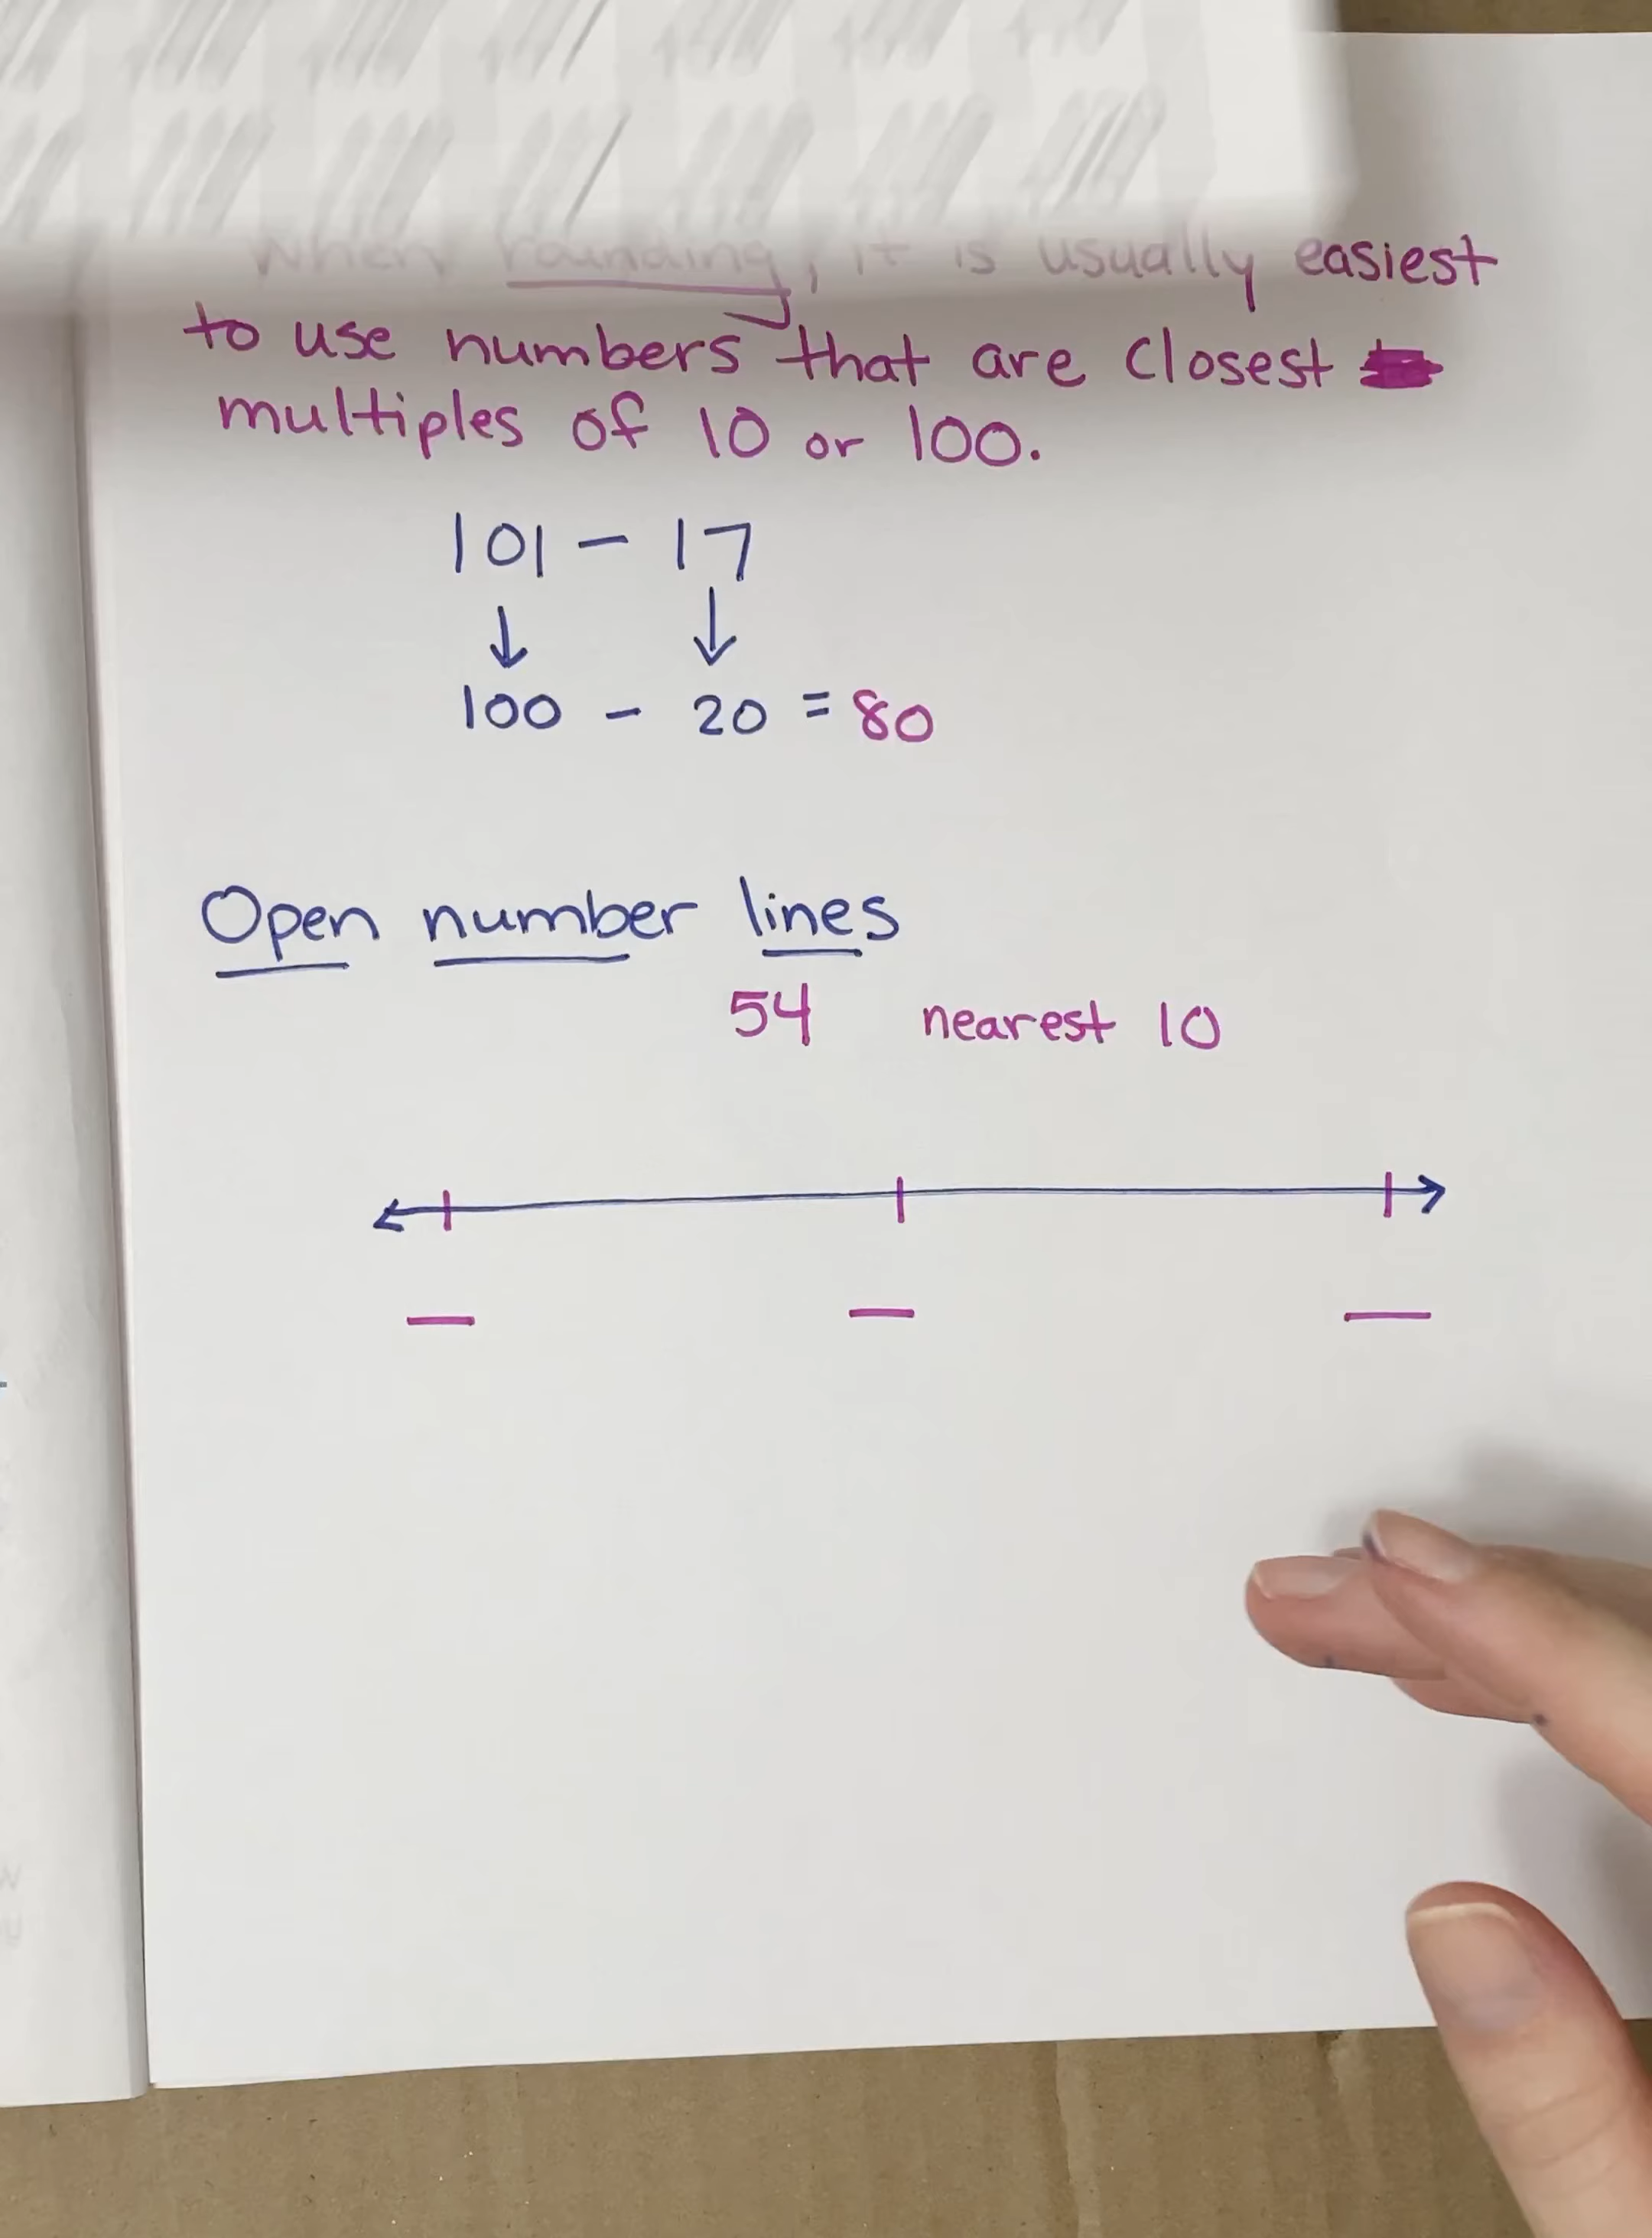 When rounding, it is usually easiest
to use numbers that are closest
multiples of 10 or 100.
101 - 17
↓ ↓
100 - 20 = 80
Open number lines
54 nearest 10